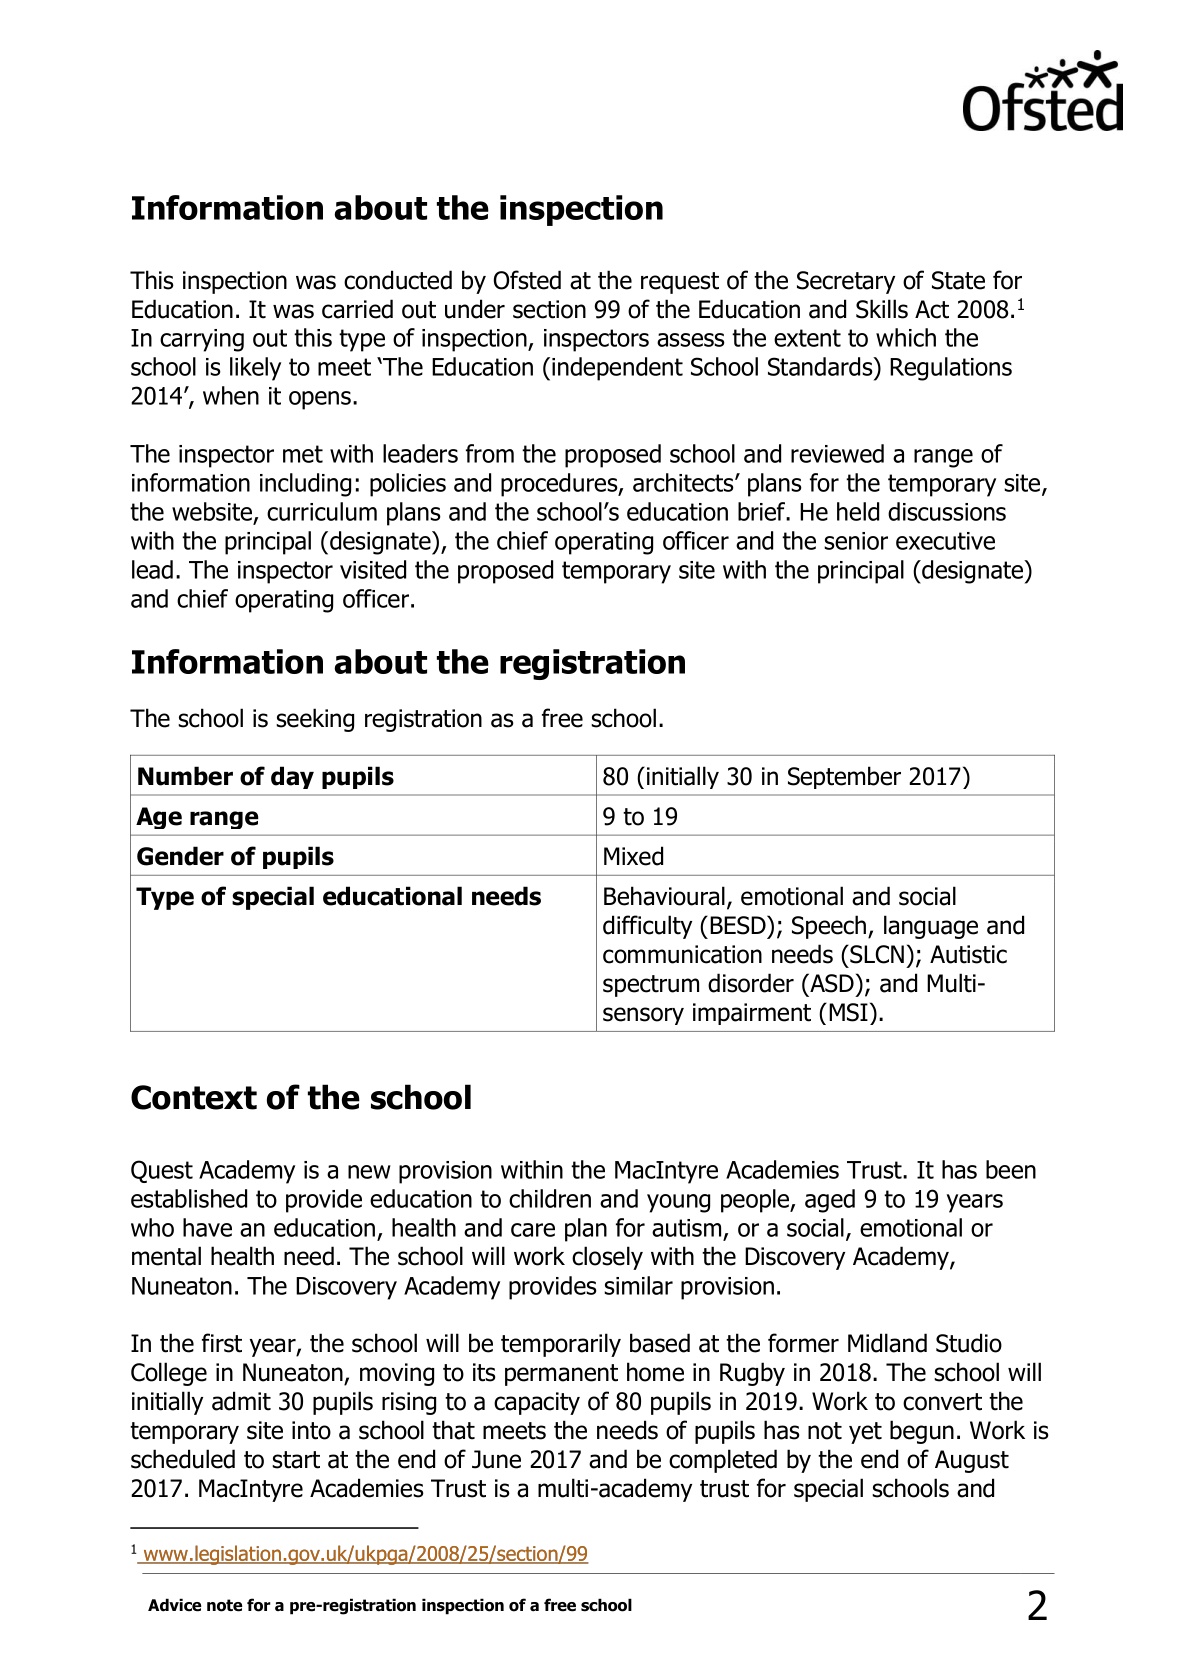 Ofsted
Information about the inspection
This inspection was conducted by Ofsted at the request of the Secretary of State for
Education. It was carried out under section 99 of the Education and Skills Act 2008.1
In carrying out this type of inspection, inspectors assess the extent to which the
school is likely to meet ‘The Education (independent School Standards) Regulations
2014’, when it opens.
The inspector met with leaders from the proposed school and reviewed a range of
information including: policies and procedures, architects’ plans for the temporary site,
the website, curriculum plans and the school’s education brief. He held discussions
with the principal (designate), the chief operating officer and the senior executive
lead. The inspector visited the proposed temporary site with the principal (designate)
and chief operating officer.
Information about the registration
The school is seeking registration as a free school.
Number of day pupils 80 (initially 30 in September 2017)
Age range 9 to 19
Gender of pupils Mixed
Type of special educational needs Behavioural, emotional and social
difficulty (BESD); Speech, language and
communication needs (SLCN); Autistic
spectrum disorder (ASD); and Multi-
sensory impairment (MSI).
Context of the school
Quest Academy is a new provision within the MacIntyre Academies Trust. It has been
established to provide education to children and young people, aged 9 to 19 years
who have an education, health and care plan for autism, or a social, emotional or
mental health need. The school will work closely with the Discovery Academy,
Nuneaton. The Discovery Academy provides similar provision.
In the first year, the school will be temporarily based at the former Midland Studio
College in Nuneaton, moving to its permanent home in Rugby in 2018. The school will
initially admit 30 pupils rising to a capacity of 80 pupils in 2019. Work to convert the
temporary site into a school that meets the needs of pupils has not yet begun. Work is
scheduled to start at the end of June 2017 and be completed by the end of August
2017. MacIntyre Academies Trust is a multi-academy trust for special schools and
1 www.legislation.gov.uk/ukpga/2008/25/section/99
Advice note for a pre-registration inspection of a free school 2